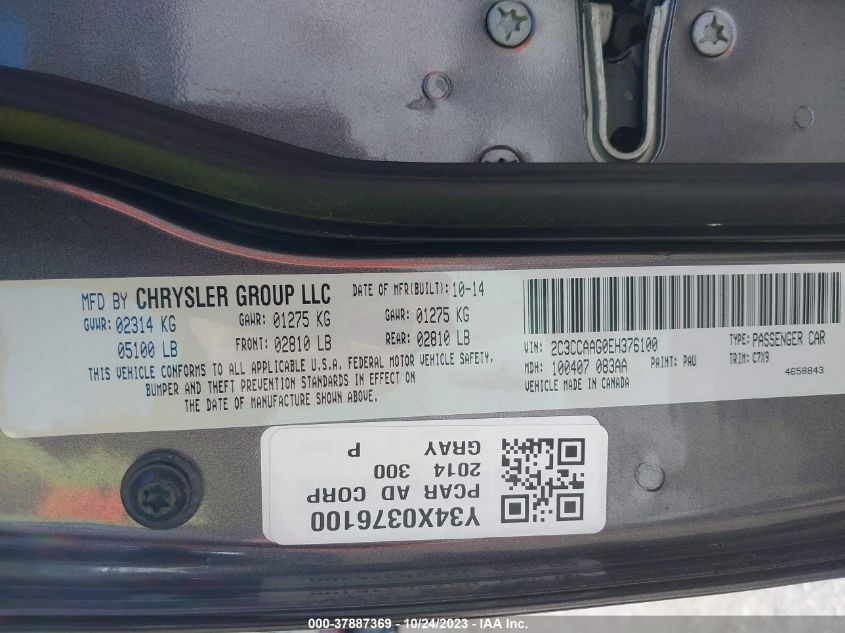 MFD BY CHRYSLER GROUP LLC DATE OF MFR(BUILT): 10-14
GVWR: 02314 KG GAWR: 01275 KG GAWR: 01275 KG
05100 LB FRONT: 02810 LB REAR: 02810 LB
THIS VEHICLE CONFORMS TO ALL APPLICABLE U.S.A. FEDERAL MOTOR VEHICLE SAFETY,
BUMPER AND THEFT PREVENTION STANDARDS IN EFFECT ON
THE DATE OF MANUFACTURE SHOWN ABOVE.
VIN: 2C3CCAAG0EH376100 TYPE: PASSENGER CAR
MDH: 100407 083AA PAINT: PAU TRIM: C7X9
VEHICLE MADE IN CANADA 4658843
Y34X0376100
PCAR AD CORP
2014 300
GRAY P
000-37887369 | 10/24/2023 | © IAA Inc.